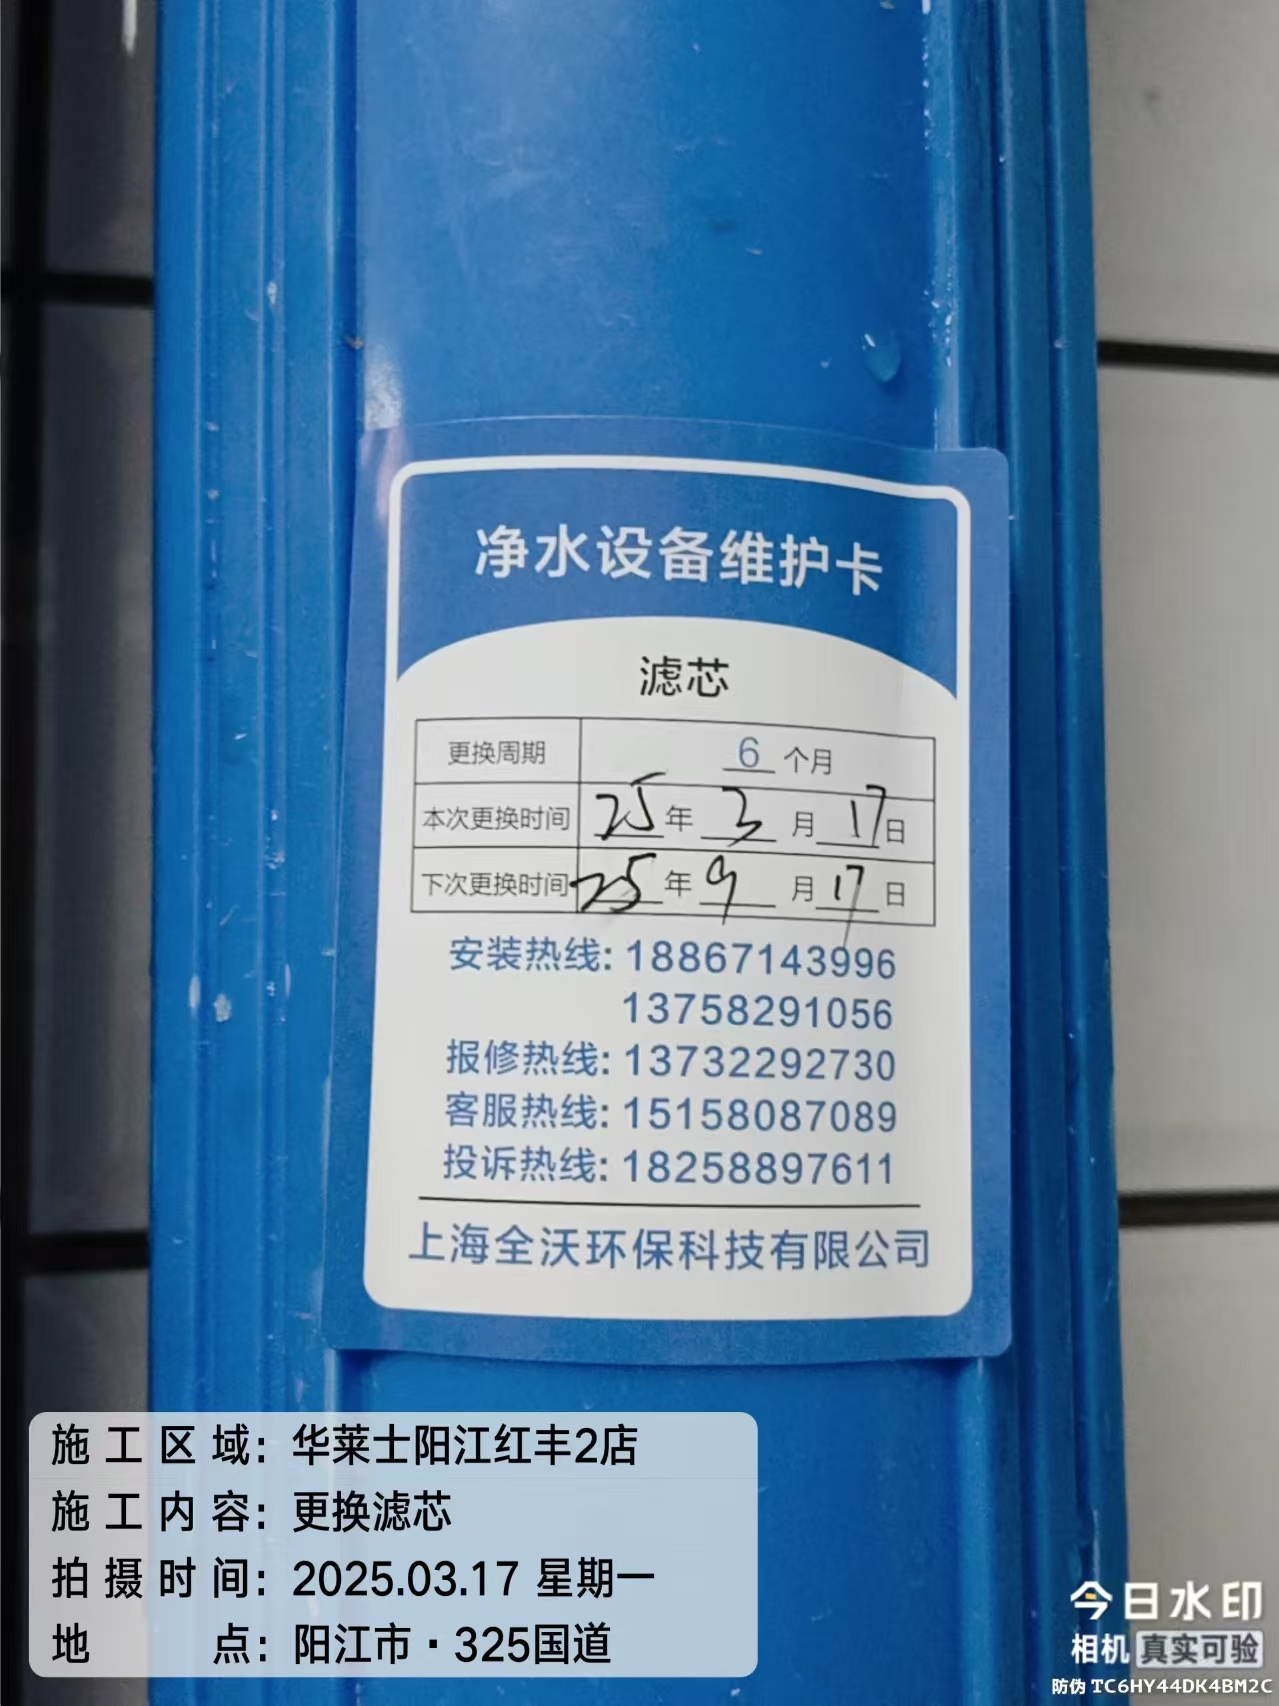 净水设备维护卡
滤芯
更换周期 6 个月
本次更换时间 25 年 3 月 17 日
下次更换时间 25 年 9 月 17 日
安装热线: 18867143996
13758291056
报修热线: 13732292730
客服热线: 15158087089
投诉热线: 18258897611
上海全沃环保科技有限公司
施工区域: 华莱士阳江红丰2店
施工内容: 更换滤芯
拍摄时间: 2025.03.17 星期一
地点: 阳江市·325国道
今日水印
相机 真实可验
防伪 TC6HY44DK4BM2C